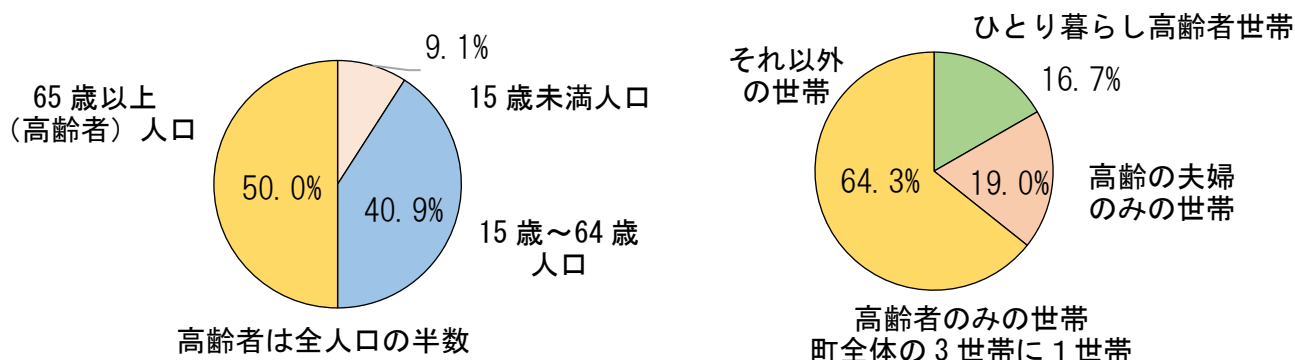 9.1%
65歳以上
（高齢者）人口
15歳未満人口
50.0%
40.9%
15歳～64歳
人口
高齢者は全人口の半数
ひとり暮らし高齢者世帯
それ以外
の世帯
16.7%
64.3%
19.0%
高齢の夫婦
のみの世帯
高齢者のみの世帯
町全体の3世帯に1世帯